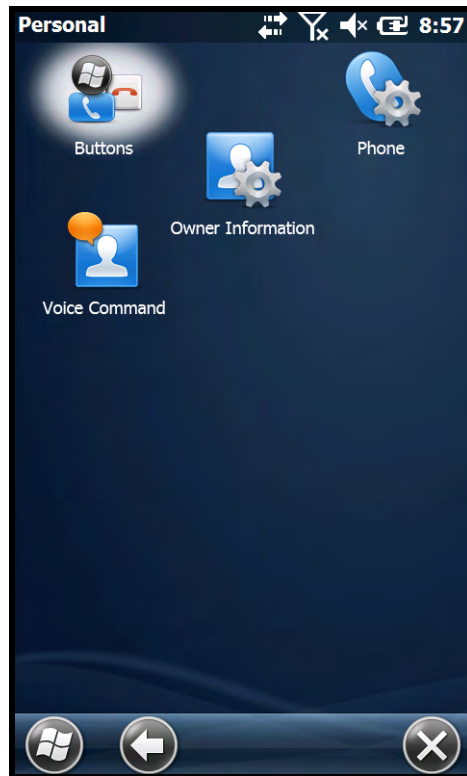 Personal 8:57
Buttons
Phone
Owner Information
Voice Command